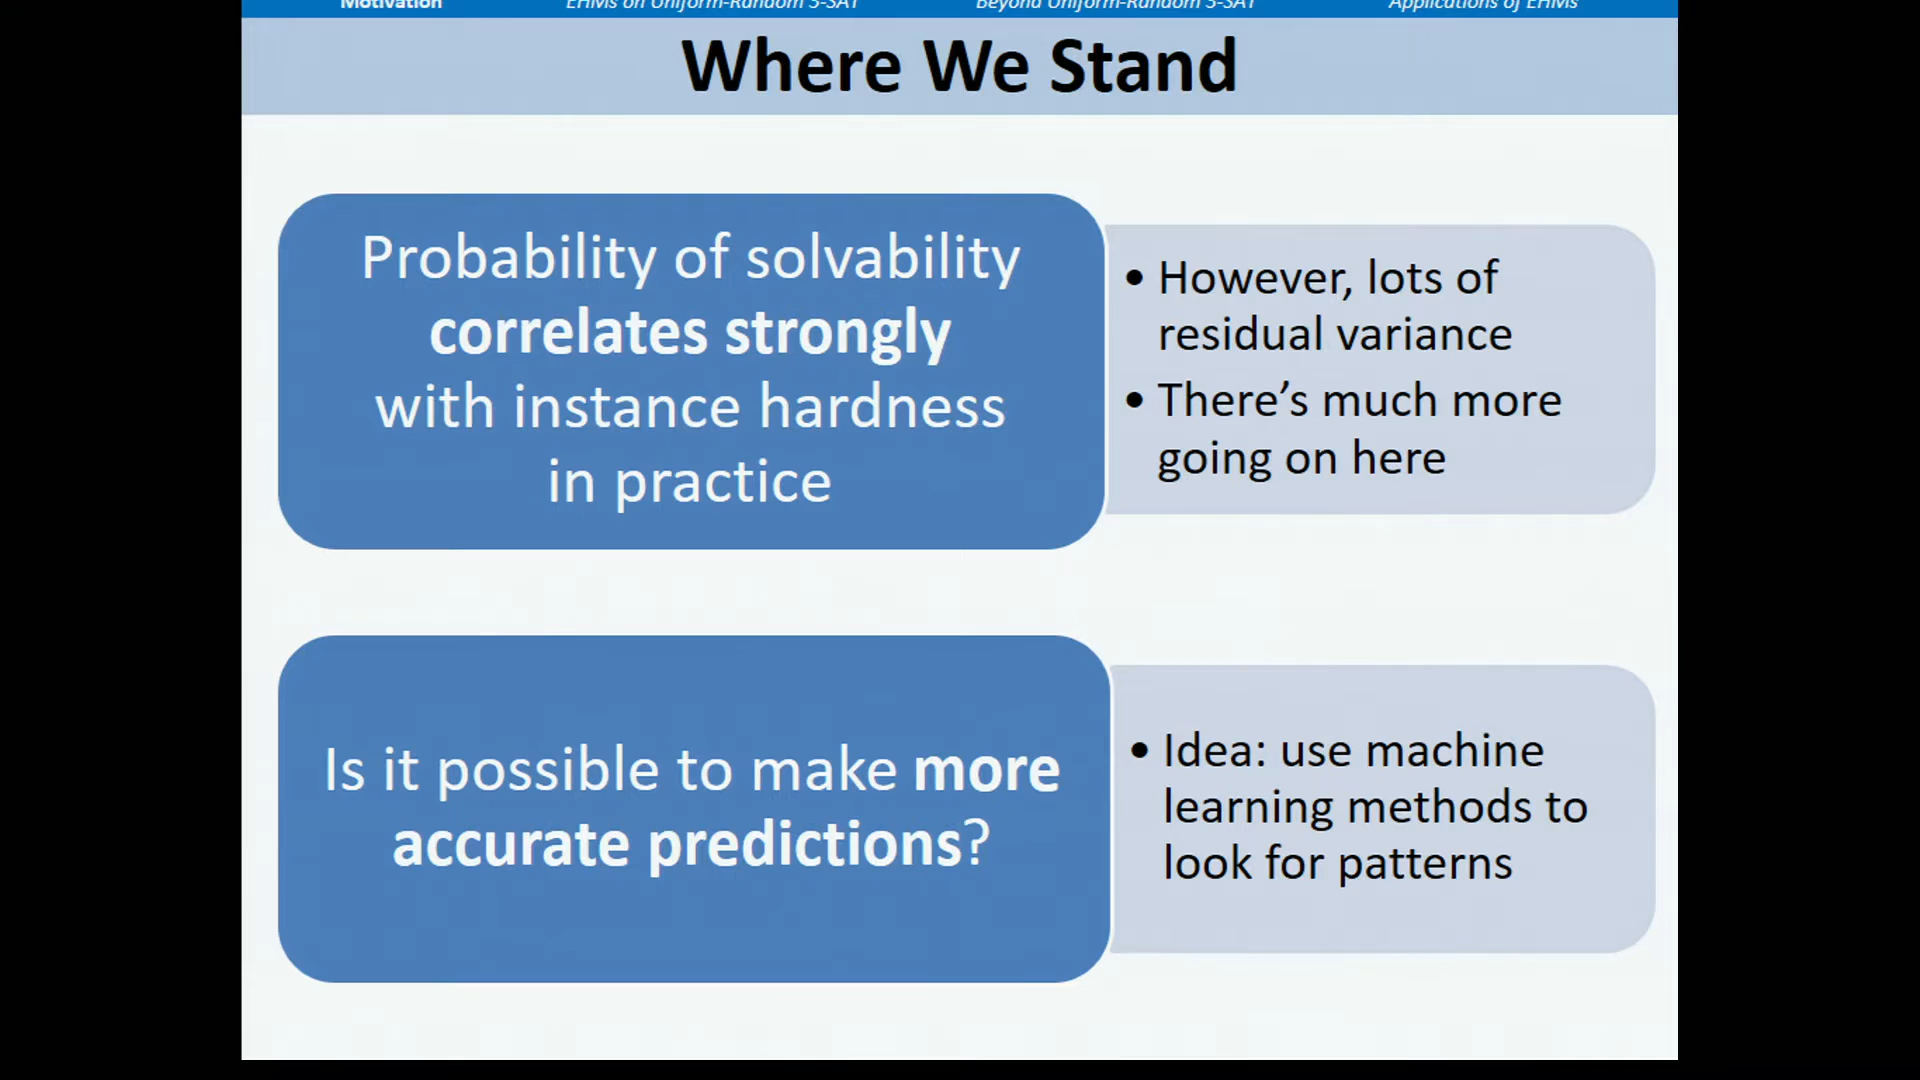 Motivation
EHMs on Uniform-Random 3-SAT
Beyond Uniform-Random 3-SAT
Applications of EHMs
Where We Stand
Probability of solvability
correlates strongly
with instance hardness
in practice
• However, lots of
residual variance
• There’s much more
going on here
Is it possible to make more
accurate predictions?
• Idea: use machine
learning methods to
look for patterns